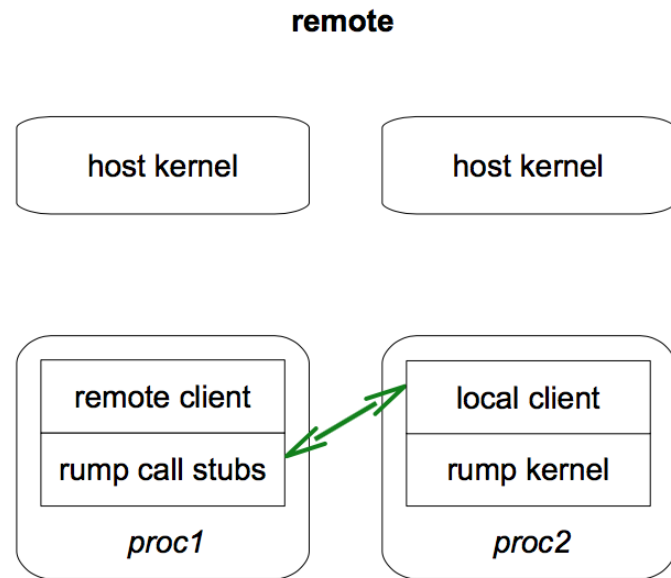 remote
host kernel
host kernel
remote client
rump call stubs
proc1
local client
rump kernel
proc2